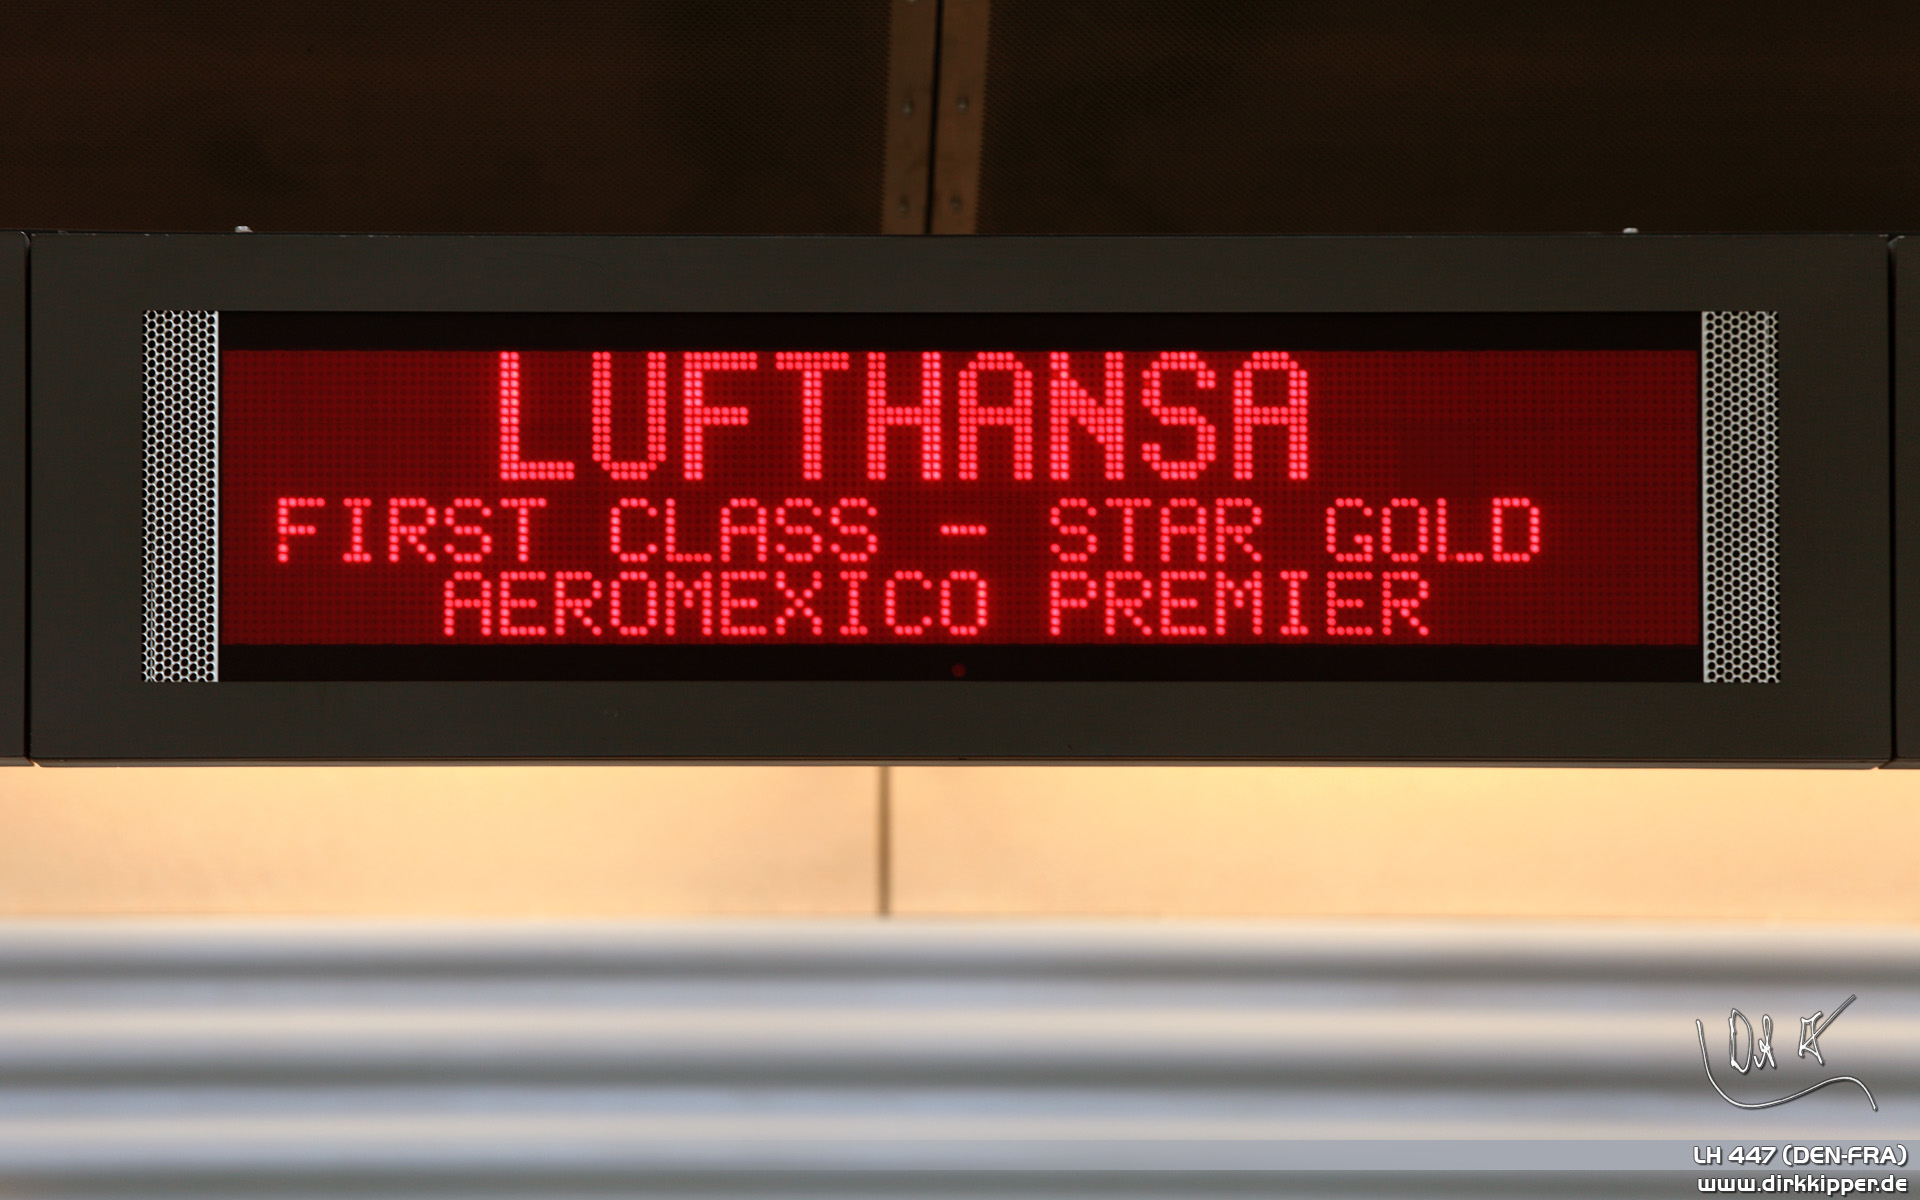 LUFTHANSA
FIRST CLASS - STAR GOLD
AEROMEXICO PREMIER
LH 447 (DEN-FRA)
www.dirkkipper.de